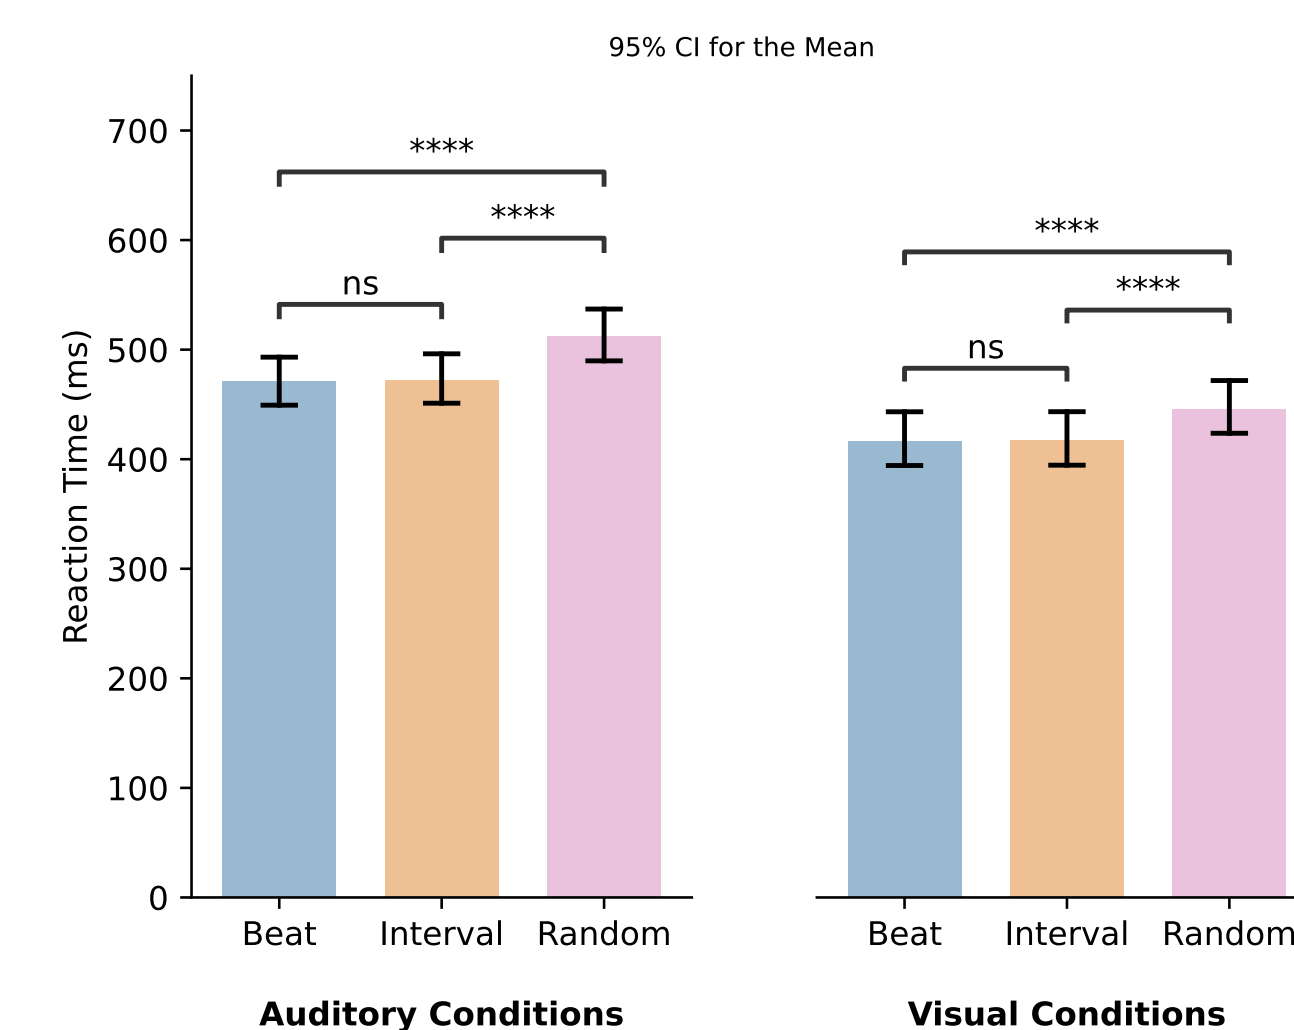 95% CI for the Mean
Reaction Time (ms)
700
600
500
400
300
200
100
0
****
****
ns
****
****
ns
Beat Interval Random
Beat Interval Random
Auditory Conditions
Visual Conditions